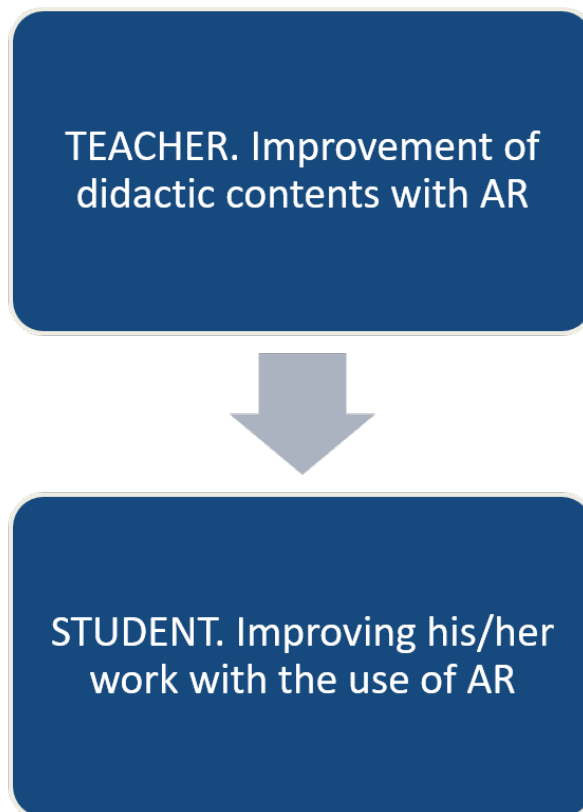 TEACHER. Improvement of
didactic contents with AR
STUDENT. Improving his/her
work with the use of AR